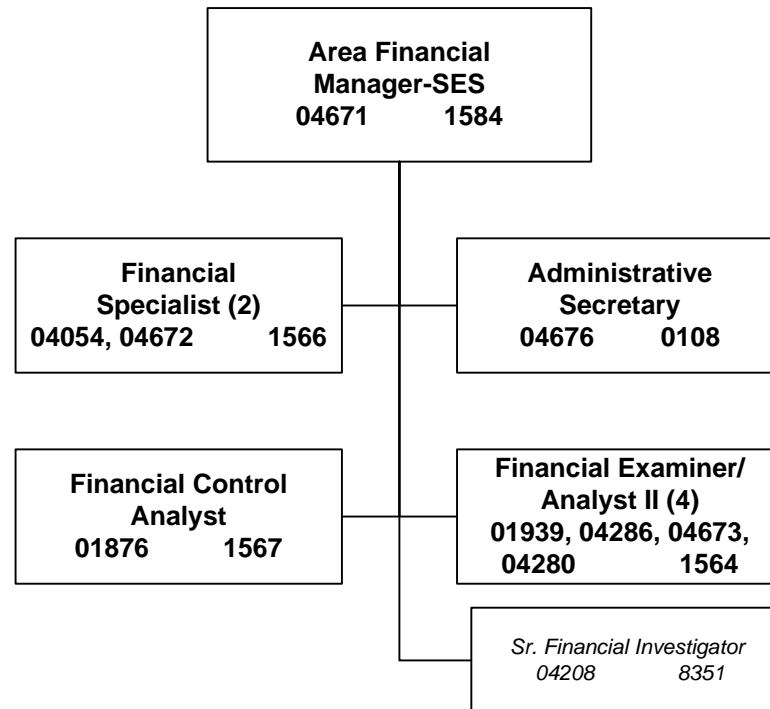 Area Financial
Manager-SES
04671 1584
Financial
Specialist (2)
04054, 04672 1566
Administrative
Secretary
04676 0108
Financial Control
Analyst
01876 1567
Financial Examiner/
Analyst II (4)
01939, 04286, 04673,
04280 1564
Sr. Financial Investigator
04208 8351